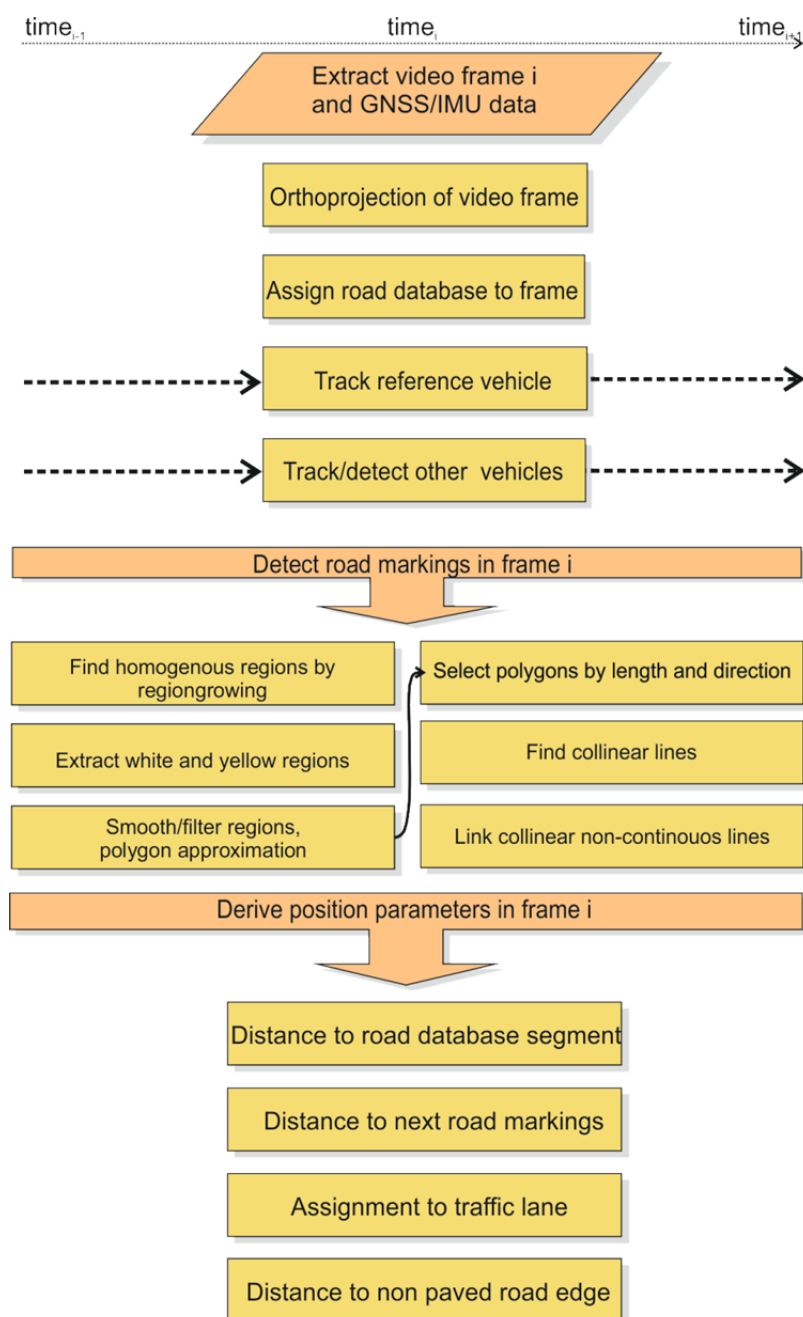 time i-1 time i time i+1
Extract video frame i
and GNSS/IMU data
Orthoprojection of video frame
Assign road database to frame
Track reference vehicle
Track/detect other vehicles
Detect road markings in frame i
Find homogenous regions by
regiongrowing
Extract white and yellow regions
Smooth/filter regions,
polygon approximation
Select polygons by length and direction
Find collinear lines
Link collinear non-continouos lines
Derive position parameters in frame i
Distance to road database segment
Distance to next road markings
Assignment to traffic lane
Distance to non paved road edge